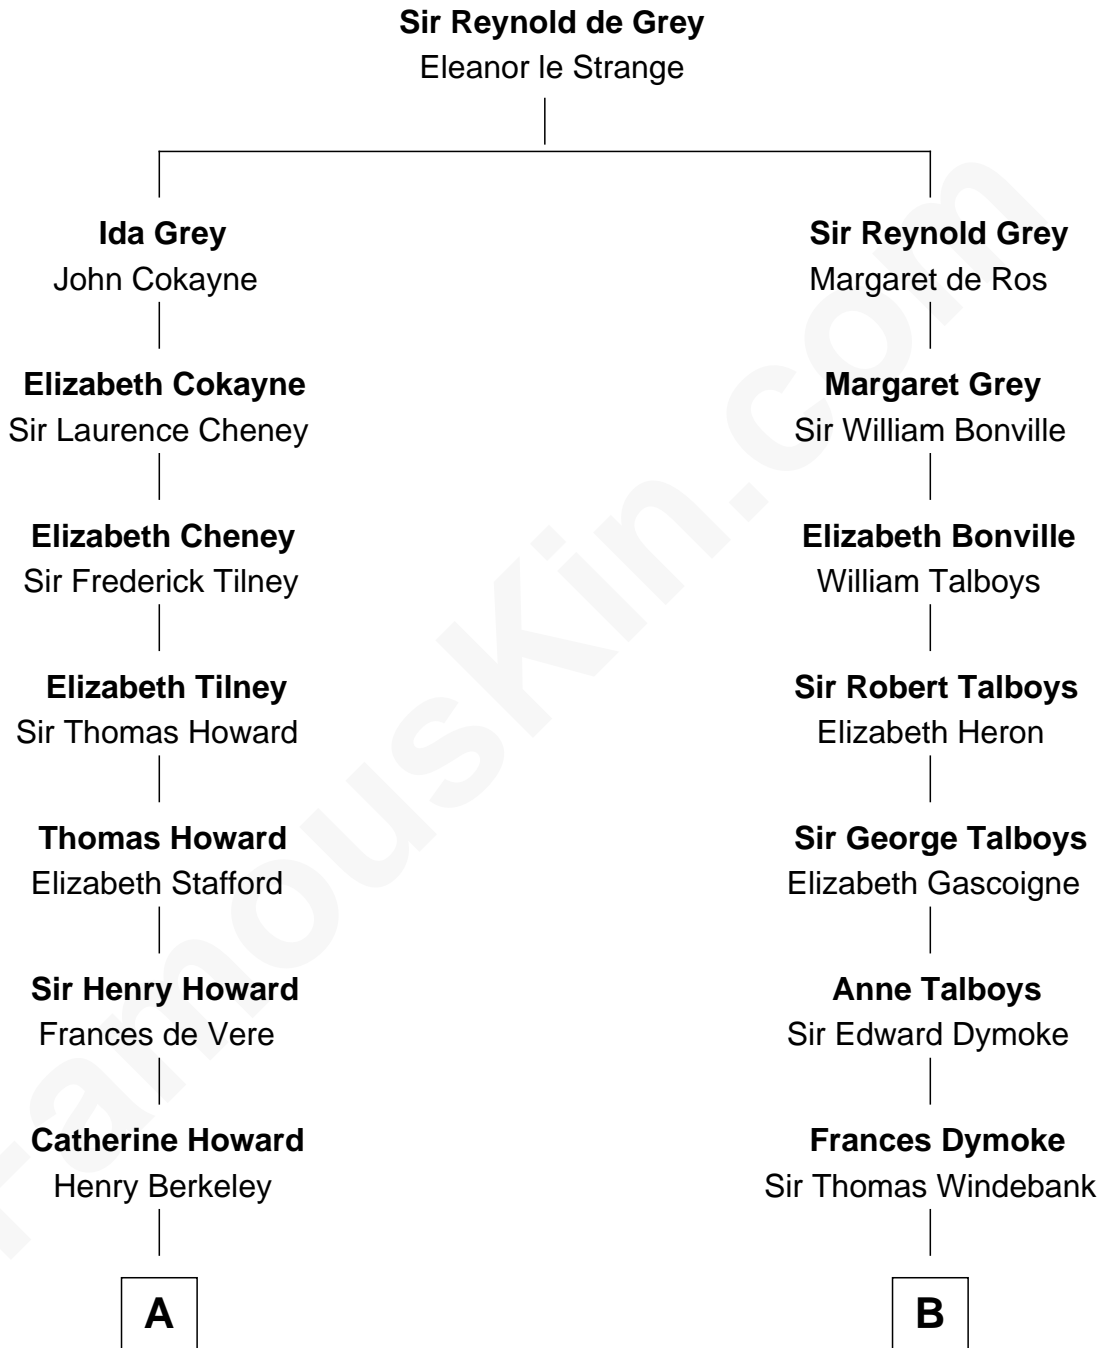 Sir Reynold de Grey
Eleanor le Strange
Ida Grey
John Cokayne
Sir Reynold Grey
Margaret de Ros
Elizabeth Cokayne
Sir Laurence Cheney
Margaret Grey
Sir William Bonville
Elizabeth Cheney
Sir Frederick Tilney
Elizabeth Bonville
William Talboys
Elizabeth Tilney
Sir Thomas Howard
Sir Robert Talboys
Elizabeth Heron
Thomas Howard
Elizabeth Stafford
Sir George Talboys
Elizabeth Gascoigne
Sir Henry Howard
Frances de Vere
Anne Talboys
Sir Edward Dymoke
Catherine Howard
Henry Berkeley
Frances Dymoke
Sir Thomas Windebank
A
B
FamousKin.com